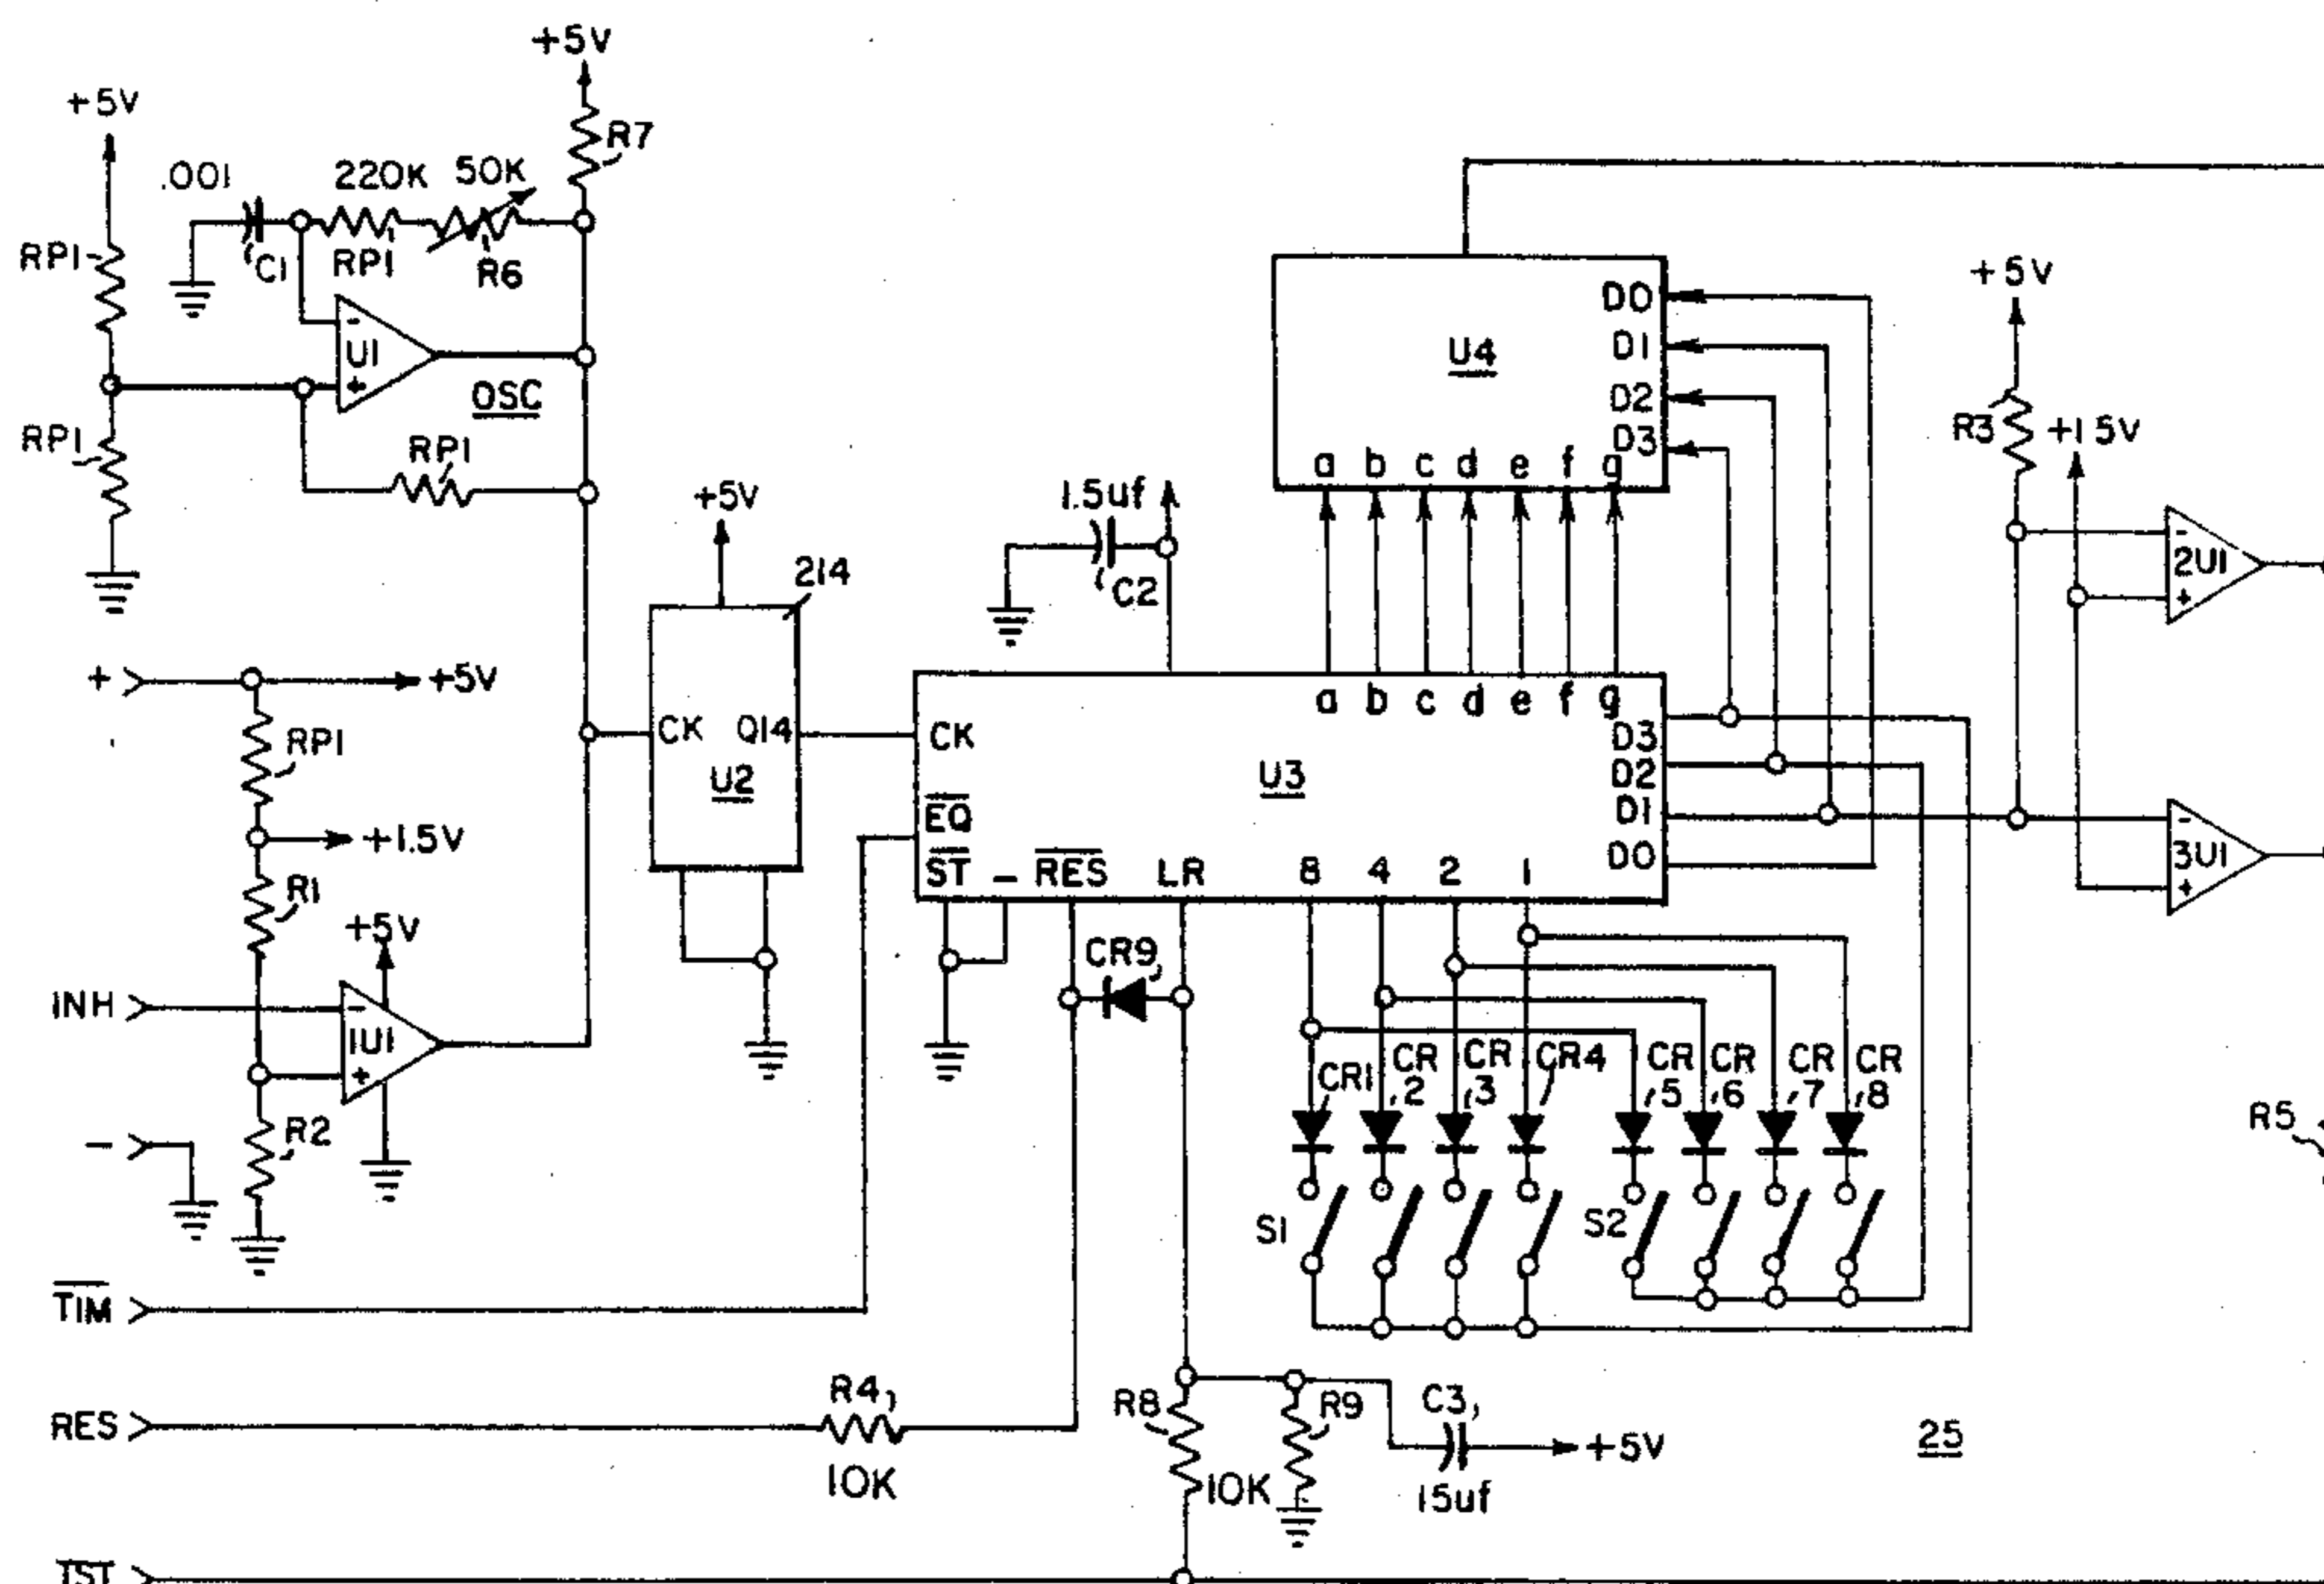 +5V
+5V
R7
.001
220K
50K
RP1
C1
RP1
R6
-
U1
+
OSC
RP1
RP1
+5V
214
CK
Q14
U2
1.5uf
C2
U4
D0
D1
D2
D3
a b c d e f g
+5V
R3
+1.5V
-
2U1
+
a b c d e f g
CK
U3
D3
D2
D1
D0
EQ
ST
-
RES
LR
8
4
2
1
-
3U1
+
+
+5V
RP1
+1.5V
R1
+5V
INH
-
1U1
+
R2
-
CR9
CR1
CR 2
CR 3
CR4
CR 5
CR 6
CR 7
CR 8
S1
S2
R5
TIM
RES
R4
10K
R8
10K
R9
C3
15uf
+5V
25
TST